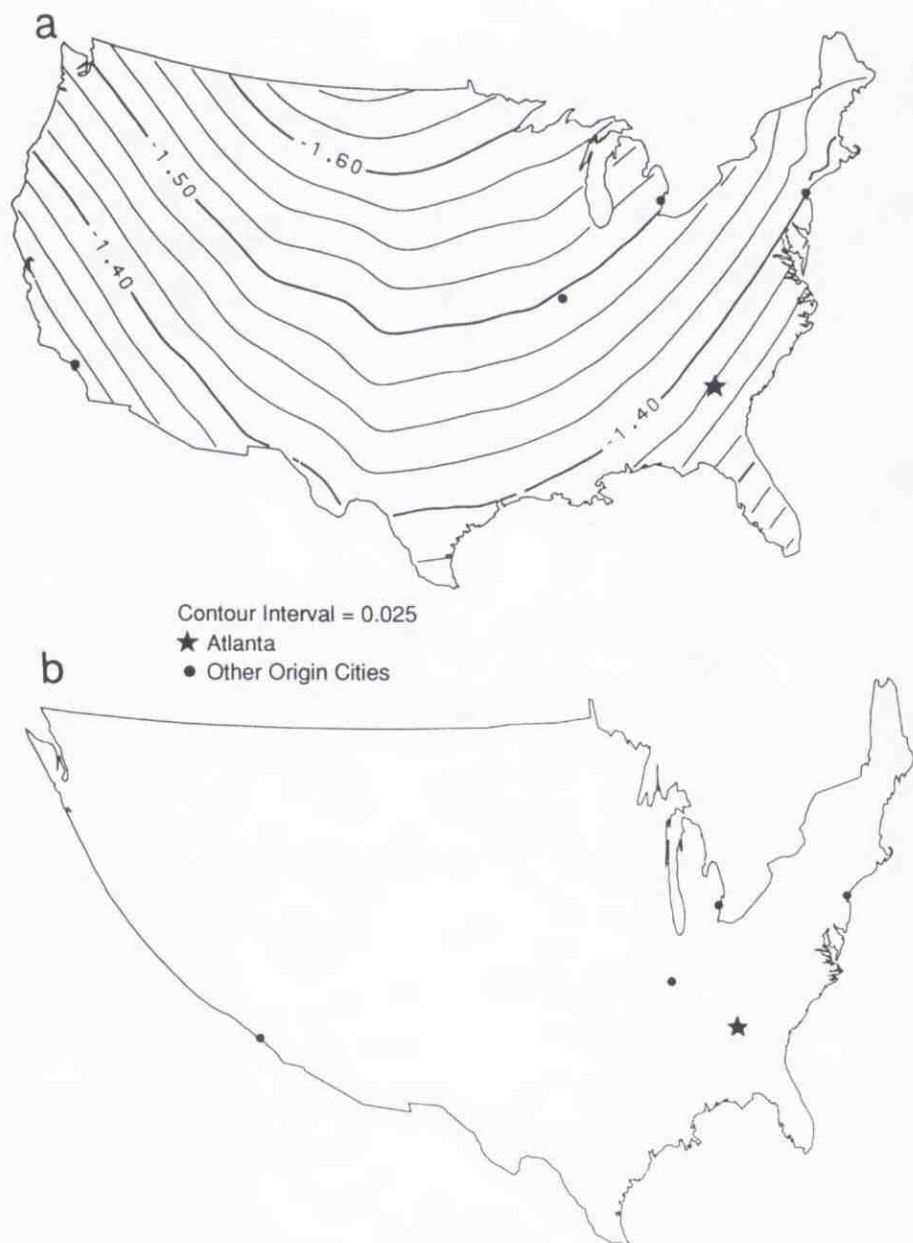 a
-1.60
-1.50
-1.40
-1.40
Contour Interval = 0.025
★ Atlanta
● Other Origin Cities
b